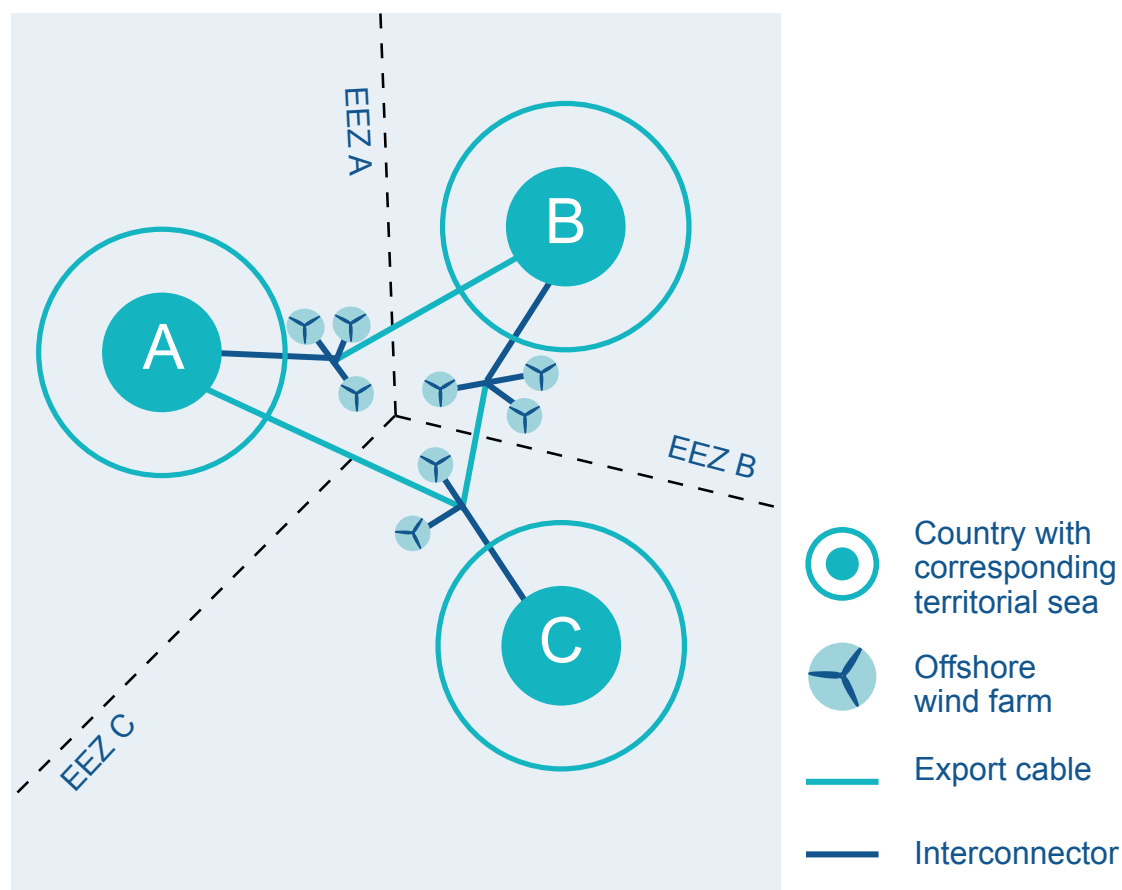 EEZ A
B
A
EEZ B
C
EEZ C
Country with
corresponding
territorial sea
Offshore
wind farm
Export cable
Interconnector